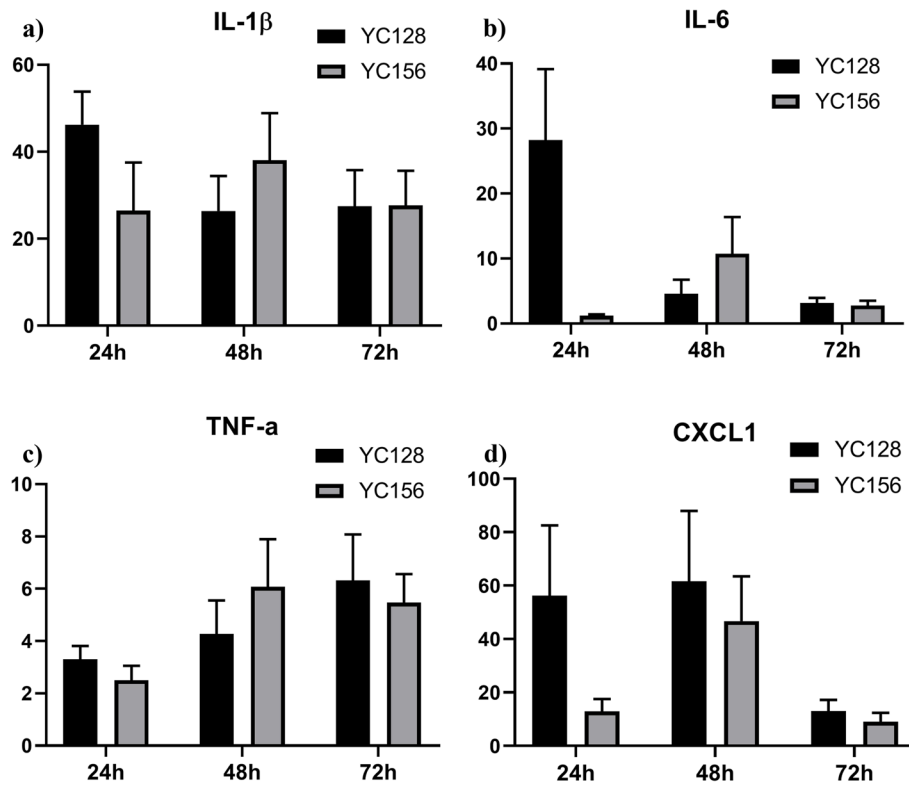 a)
IL-1β
YC128
YC156
60
40
20
0
24h 48h 72h
b)
IL-6
YC128
YC156
40
30
20
10
0
24h 48h 72h
c)
TNF-a
YC128
YC156
10
8
6
4
2
0
24h 48h 72h
d)
CXCL1
YC128
YC156
100
80
60
40
20
0
24h 48h 72h